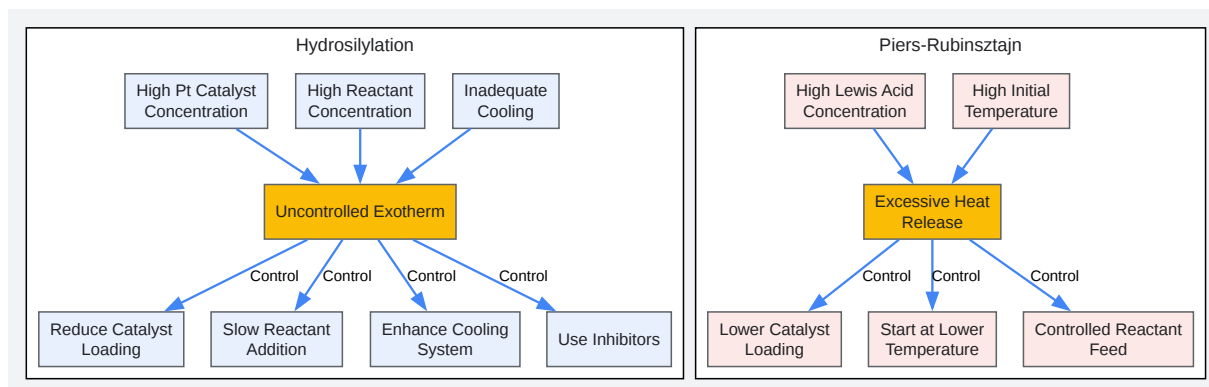 Hydrosilylation
High Pt Catalyst
Concentration
High Reactant
Concentration
Inadequate
Cooling
Uncontrolled Exotherm
Control
Control
Control
Control
Reduce Catalyst
Loading
Slow Reactant
Addition
Enhance Cooling
System
Use Inhibitors
Piers-Rubinsztajn
High Lewis Acid
Concentration
High Initial
Temperature
Excessive Heat
Release
Control
Control
Control
Lower Catalyst
Loading
Start at Lower
Temperature
Controlled Reactant
Feed